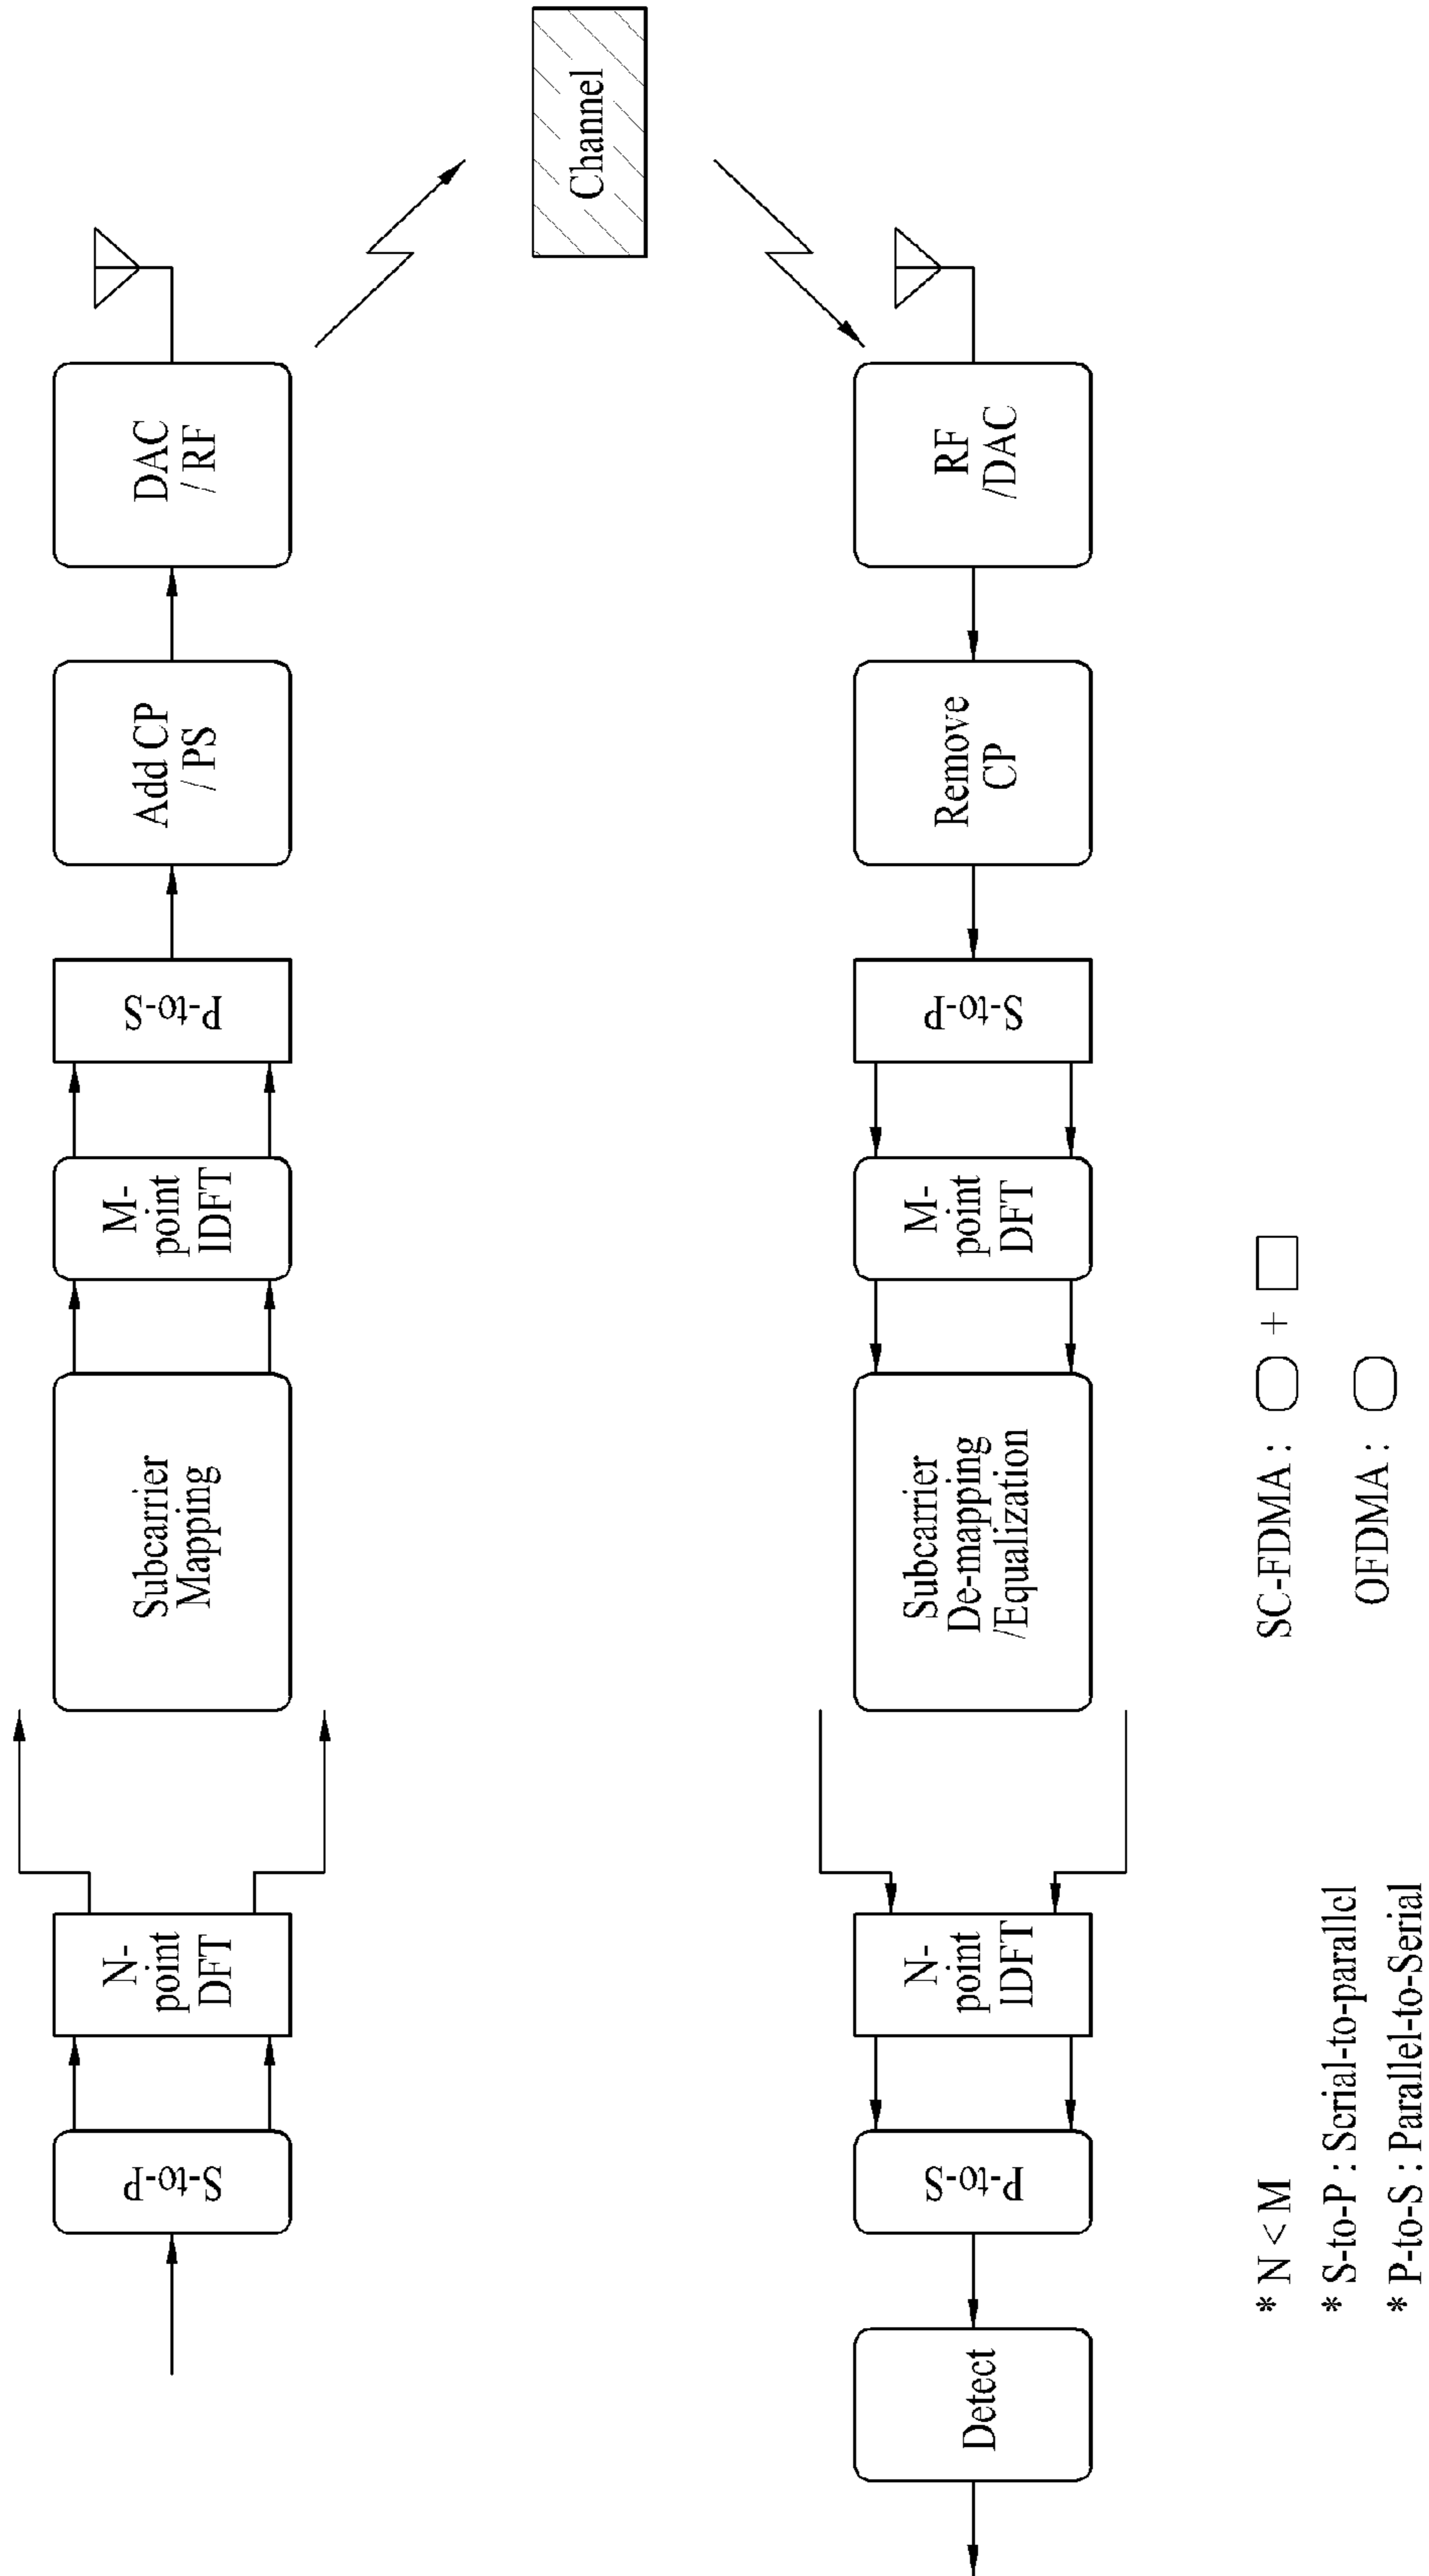 S-to-P
N-
point
DFT
Subcarrier
Mapping
M-
point
IDFT
P-to-S
Add CP
/ PS
DAC
/ RF
Channel
Detect
P-to-S
N-
point
IDFT
Subcarrier
De-mapping
/Equalization
M-
point
DFT
S-to-P
Remove
CP
RF
/DAC
* N < M
* S-to-P : Serial-to-parallel
* P-to-S : Parallel-to-Serial
SC-FDMA : +
OFDMA :